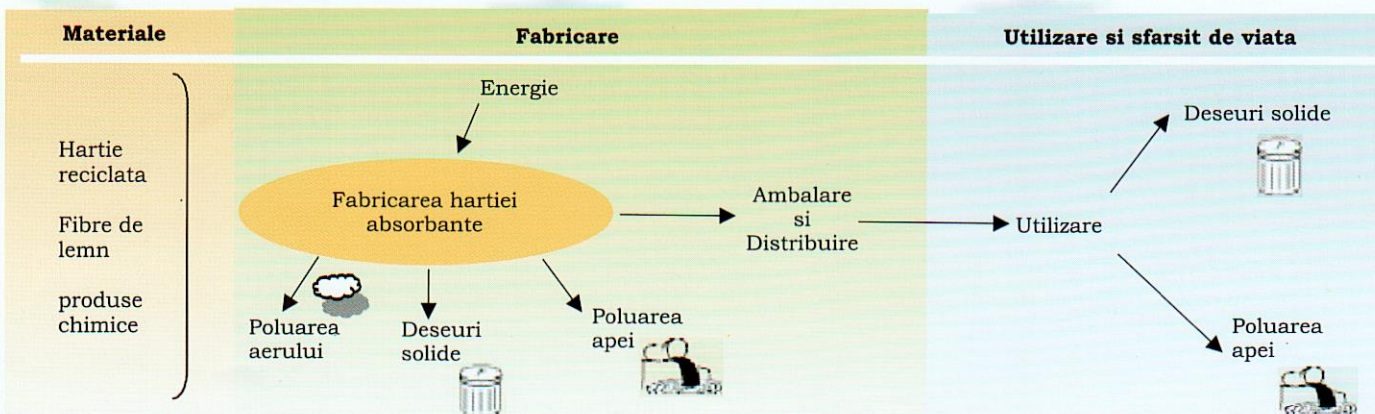 Materiale
Fabricare
Utilizare si sfarsit de viata
Hartie
reciclata
Fibre de
lemn
produse
chimice
Energie
Fabricarea hartiei
absorbante
Poluarea
aerului
Deseuri
solide
Poluarea
apei
Ambalare
si
Distribuire
Utilizare
Deseuri solide
Poluarea
apei